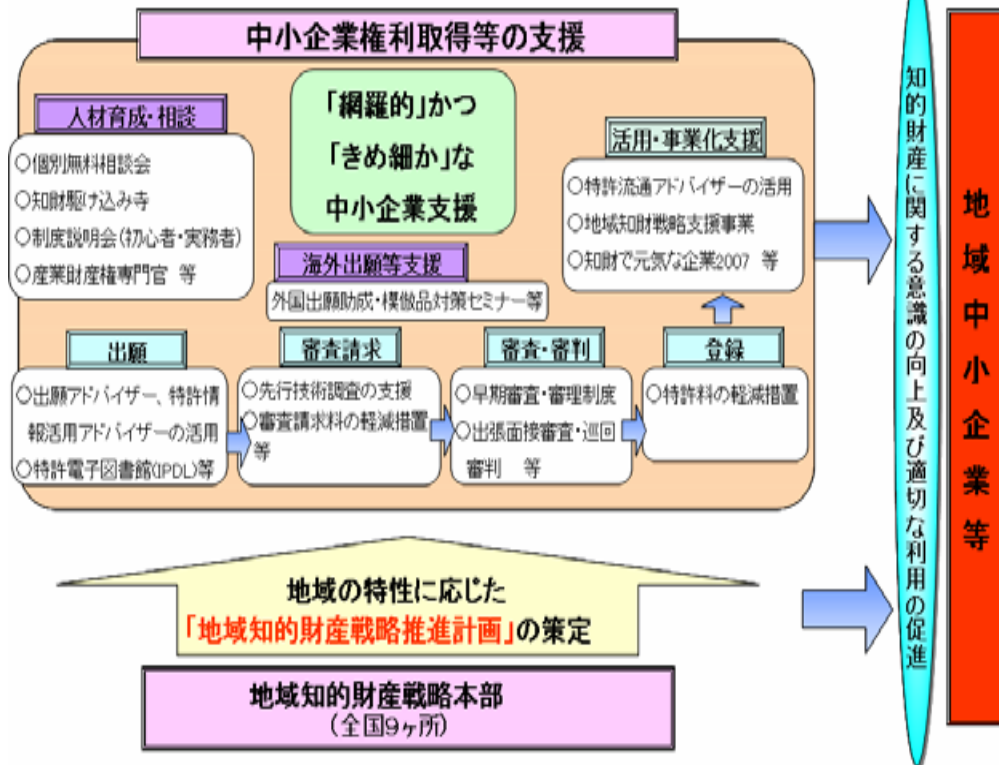 中小企業権利取得等の支援
「網羅的」かつ
「きめ細か」な
中小企業支援
人材育成・相談
○個別無料相談会
○知財駆け込み寺
○制度説明会(初心者・実務者)
○産業財産権専門官 等
海外出願等支援
外国出願助成・模倣品対策セミナー等
活用・事業化支援
○特許流通アドバイザーの活用
○地域知財戦略支援事業
○知財で元気な企業2007 等
出願
○出願アドバイザー、特許情
報活用アドバイザーの活用
○特許電子図書館(IPDL)等
審査請求
○先行技術調査の支援
○審査請求料の軽減措置
等
審査・審判
○早期審査・審理制度
○出張面接審査・巡回
審判 等
登録
○特許料の軽減措置
地域の特性に応じた
「地域知的財産戦略推進計画」の策定
地域知的財産戦略本部
(全国9ヶ所)
知的財産に関する意識の向上及び適切な利用の促進
地域中小企業等